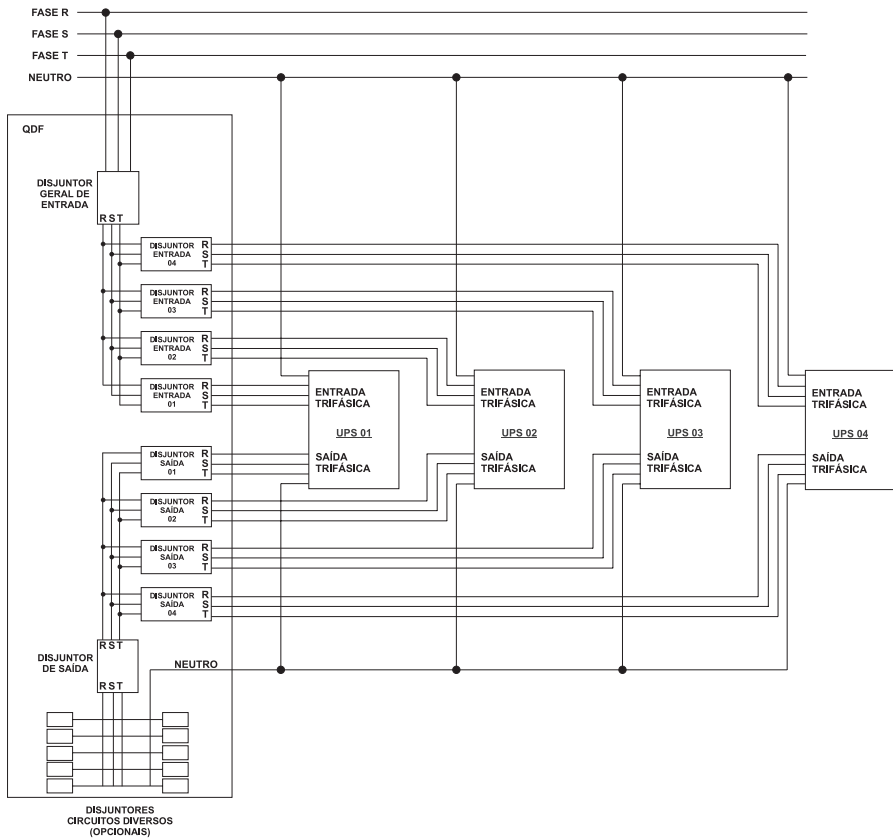 FASE R
FASE S
FASE T
NEUTRO
QDF
DISJUNTOR
GERAL DE
ENTRADA
R S T
DISJUNTOR
ENTRADA
04
R
S
T
DISJUNTOR
ENTRADA
03
R
S
T
DISJUNTOR
ENTRADA
02
R
S
T
DISJUNTOR
ENTRADA
01
R
S
T
ENTRADA
TRIFÁSICA
UPS 01
SAÍDA
TRIFÁSICA
ENTRADA
TRIFÁSICA
UPS 02
SAÍDA
TRIFÁSICA
ENTRADA
TRIFÁSICA
UPS 03
SAÍDA
TRIFÁSICA
ENTRADA
TRIFÁSICA
UPS 04
SAÍDA
TRIFÁSICA
DISJUNTOR
SAÍDA
01
R
S
T
DISJUNTOR
SAÍDA
02
R
S
T
DISJUNTOR
SAÍDA
03
R
S
T
DISJUNTOR
SAÍDA
04
R
S
T
R S T
DISJUNTOR
DE SAÍDA
R S T
NEUTRO
DISJUNTORES
CIRCUITOS DIVERSOS
(OPCIONAIS)